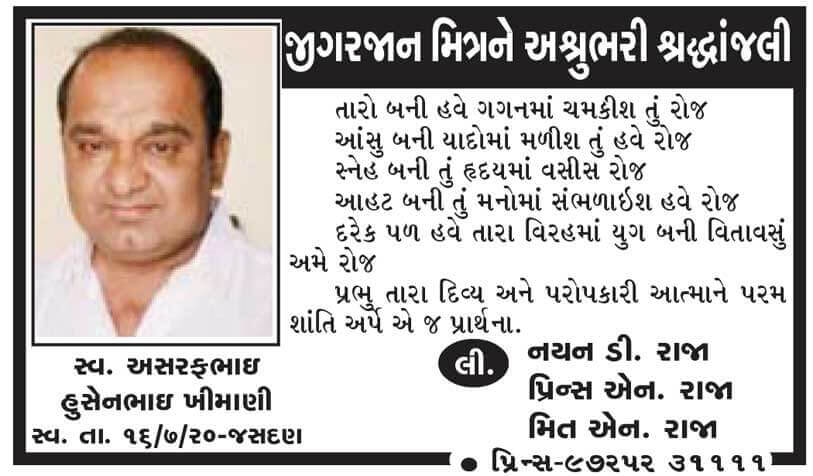 જીગરજાન મિત્રને અશ્રુભરી શ્રદ્ધાંજલી
તારો બની હવે ગગનમાં ચમકીશ તું રોજ
આંસુ બની યાદોમાં મળીશ તું હવે રોજ
સ્નેહ બની તું હૃદયમાં વસીસ રોજ
આહટ બની તું મનોમાં સંભળાઇશ હવે રોજ
દરેક પળ હવે તારા વિરહમાં યુગ બની વિતાવસું
અમે રોજ
પ્રભુ તારા દિવ્ય અને પરોપકારી આત્માને પરમ
શાંતિ અર્પે એ જ પ્રાર્થના.
સ્વ. અસરફભાઇ
હુસેનભાઇ ખીમાણી
સ્વ. તા. ૧૬/૭/૨૦-જસદણ
લી.
નયન ડી. રાજા
પ્રિન્સ એન. રાજા
મિત એન. રાજા
• પ્રિન્સ-૯૭૨૫૨ ૩૧૧૧૧